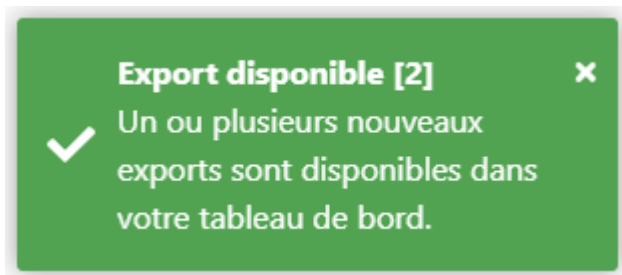 Export disponible [2]
Un ou plusieurs nouveaux
exports sont disponibles dans
votre tableau de bord.